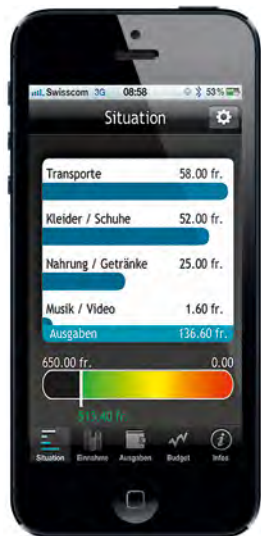 Swisscom 3G 08:58 53%
Situation
Transporte 58.00 fr.
Kleider / Schuhe 52.00 fr.
Nahrung / Getränke 25.00 fr.
Musik / Video 1.60 fr.
Ausgaben 136.60 fr.
650.00 fr. 0.00
513.40 fr.
Situation Einnahme Ausgaben Budget Infos